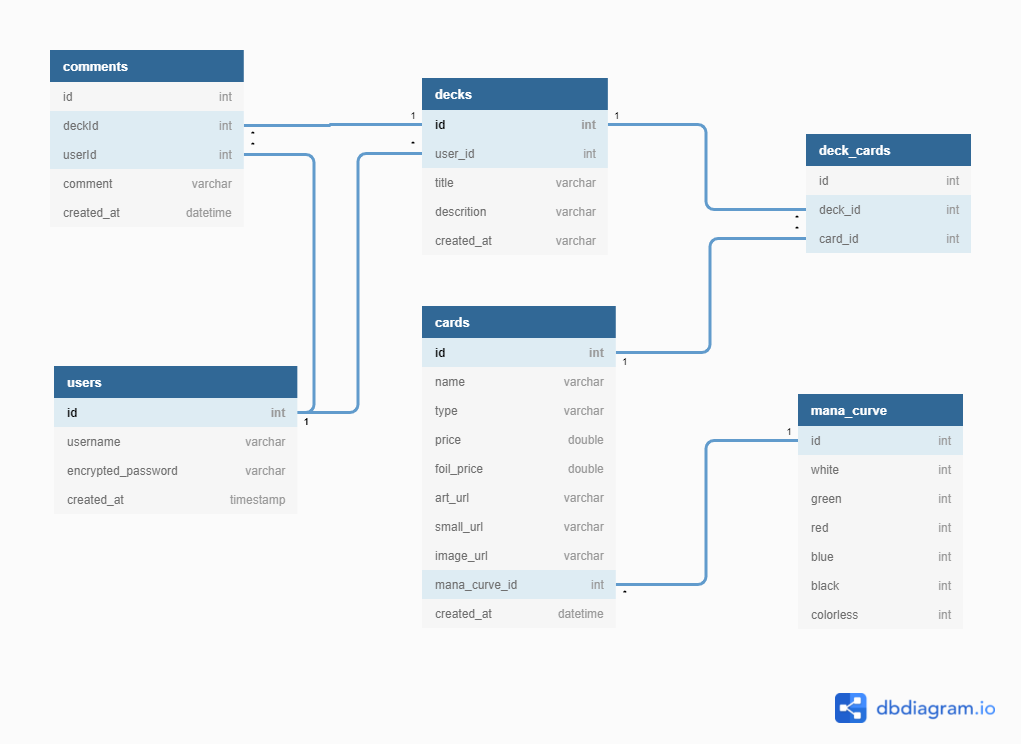 comments
id int
deckId int
userId int
comment varchar
created_at datetime
decks
id int
user_id int
title varchar
descrition varchar
created_at varchar
deck_cards
id int
deck_id int
card_id int
cards
id int
name varchar
type varchar
price double
foil_price double
art_url varchar
small_url varchar
image_url varchar
mana_curve_id int
created_at datetime
users
id int
username varchar
encrypted_password varchar
created_at timestamp
mana_curve
id int
white int
green int
red int
blue int
black int
colorless int
1
*
*
*
1
*
*
1
1
1
*
dbdiagram.io